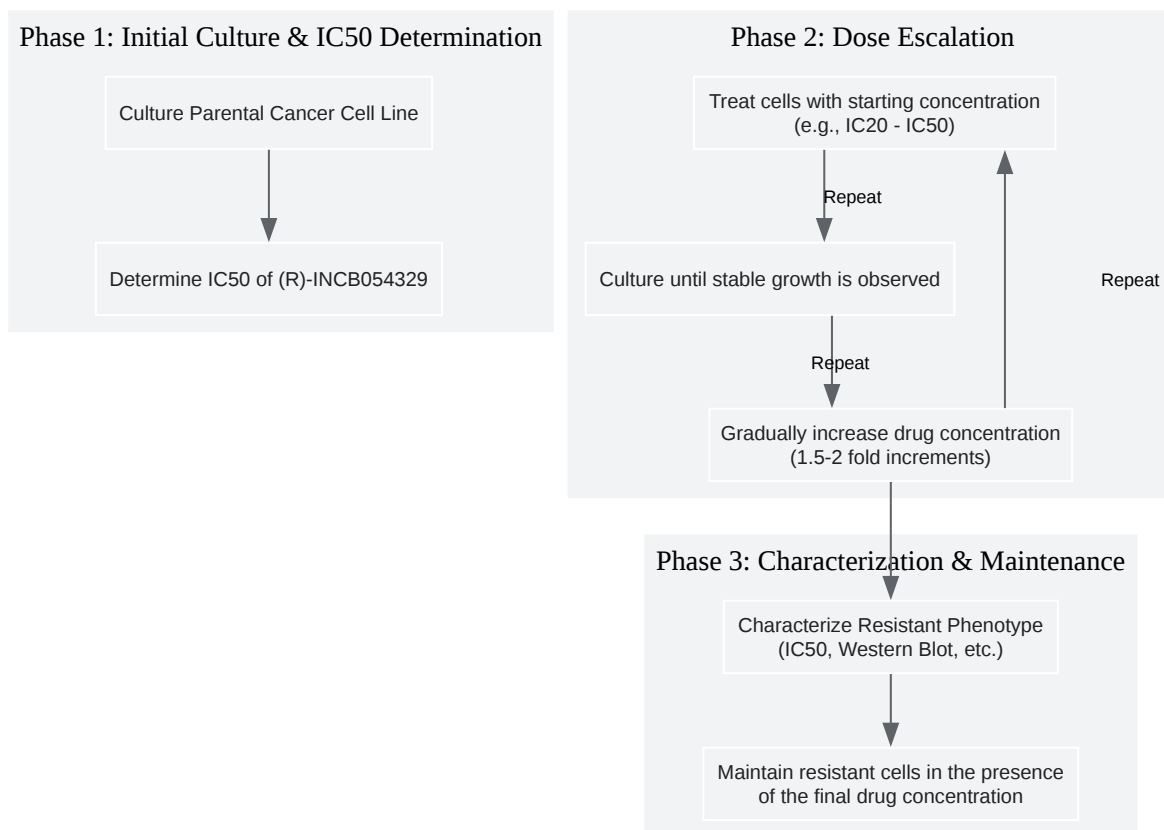 Phase 1: Initial Culture & IC50 Determination
Culture Parental Cancer Cell Line
Determine IC50 of (R)-INCB054329
Phase 2: Dose Escalation
Treat cells with starting concentration
(e.g., IC20 - IC50)
Repeat
Culture until stable growth is observed
Repeat
Repeat
Gradually increase drug concentration
(1.5-2 fold increments)
Phase 3: Characterization & Maintenance
Characterize Resistant Phenotype
(IC50, Western Blot, etc.)
Maintain resistant cells in the presence
of the final drug concentration